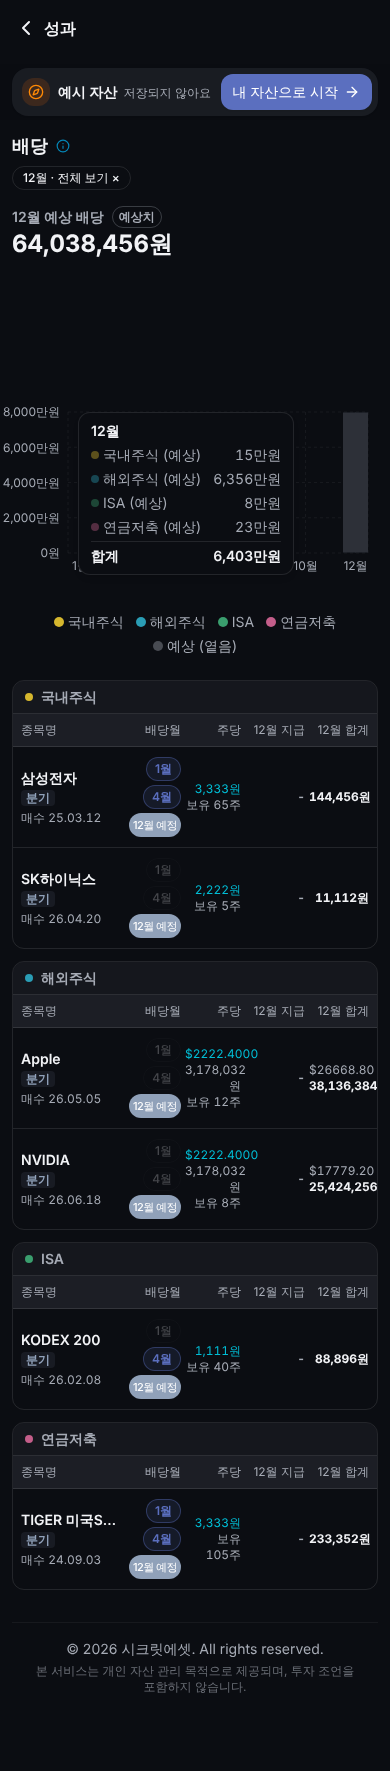 성과
예시 자산 저장되지 않아요 내 자산으로 시작 →
배당
12월 · 전체 보기 ×
12월 예상 배당 예상치
64,038,456원
8,000만원
6,000만원
4,000만원
2,000만원
0원
12월
국내주식 (예상) 15만원
해외주식 (예상) 6,356만원
ISA (예상) 8만원
연금저축 (예상) 23만원
합계 6,403만원
10월 12월
국내주식 해외주식 ISA 연금저축
예상 (옅음)
국내주식
종목명 배당월 주당 12월 지급 12월 합계
삼성전자
분기
매수 25.03.12
1월
4월
12월 예정
3,333원
보유 65주
- 144,456원
SK하이닉스
분기
매수 26.04.20
1월
4월
12월 예정
2,222원
보유 5주
- 11,112원
해외주식
종목명 배당월 주당 12월 지급 12월 합계
Apple
분기
매수 26.05.05
1월
4월
12월 예정
$2222.4000
3,178,032
원
보유 12주
-
$26668.80
38,136,384
NVIDIA
분기
매수 26.06.18
1월
4월
12월 예정
$2222.4000
3,178,032
원
보유 8주
-
$17779.20
25,424,256
ISA
종목명 배당월 주당 12월 지급 12월 합계
KODEX 200
분기
매수 26.02.08
1월
4월
12월 예정
1,111원
보유 40주
- 88,896원
연금저축
종목명 배당월 주당 12월 지급 12월 합계
TIGER 미국S...
분기
매수 24.09.03
1월
4월
12월 예정
3,333원
보유
105주
- 233,352원
© 2026 시크릿에셋. All rights reserved.
본 서비스는 개인 자산 관리 목적으로 제공되며, 투자 조언을
포함하지 않습니다.